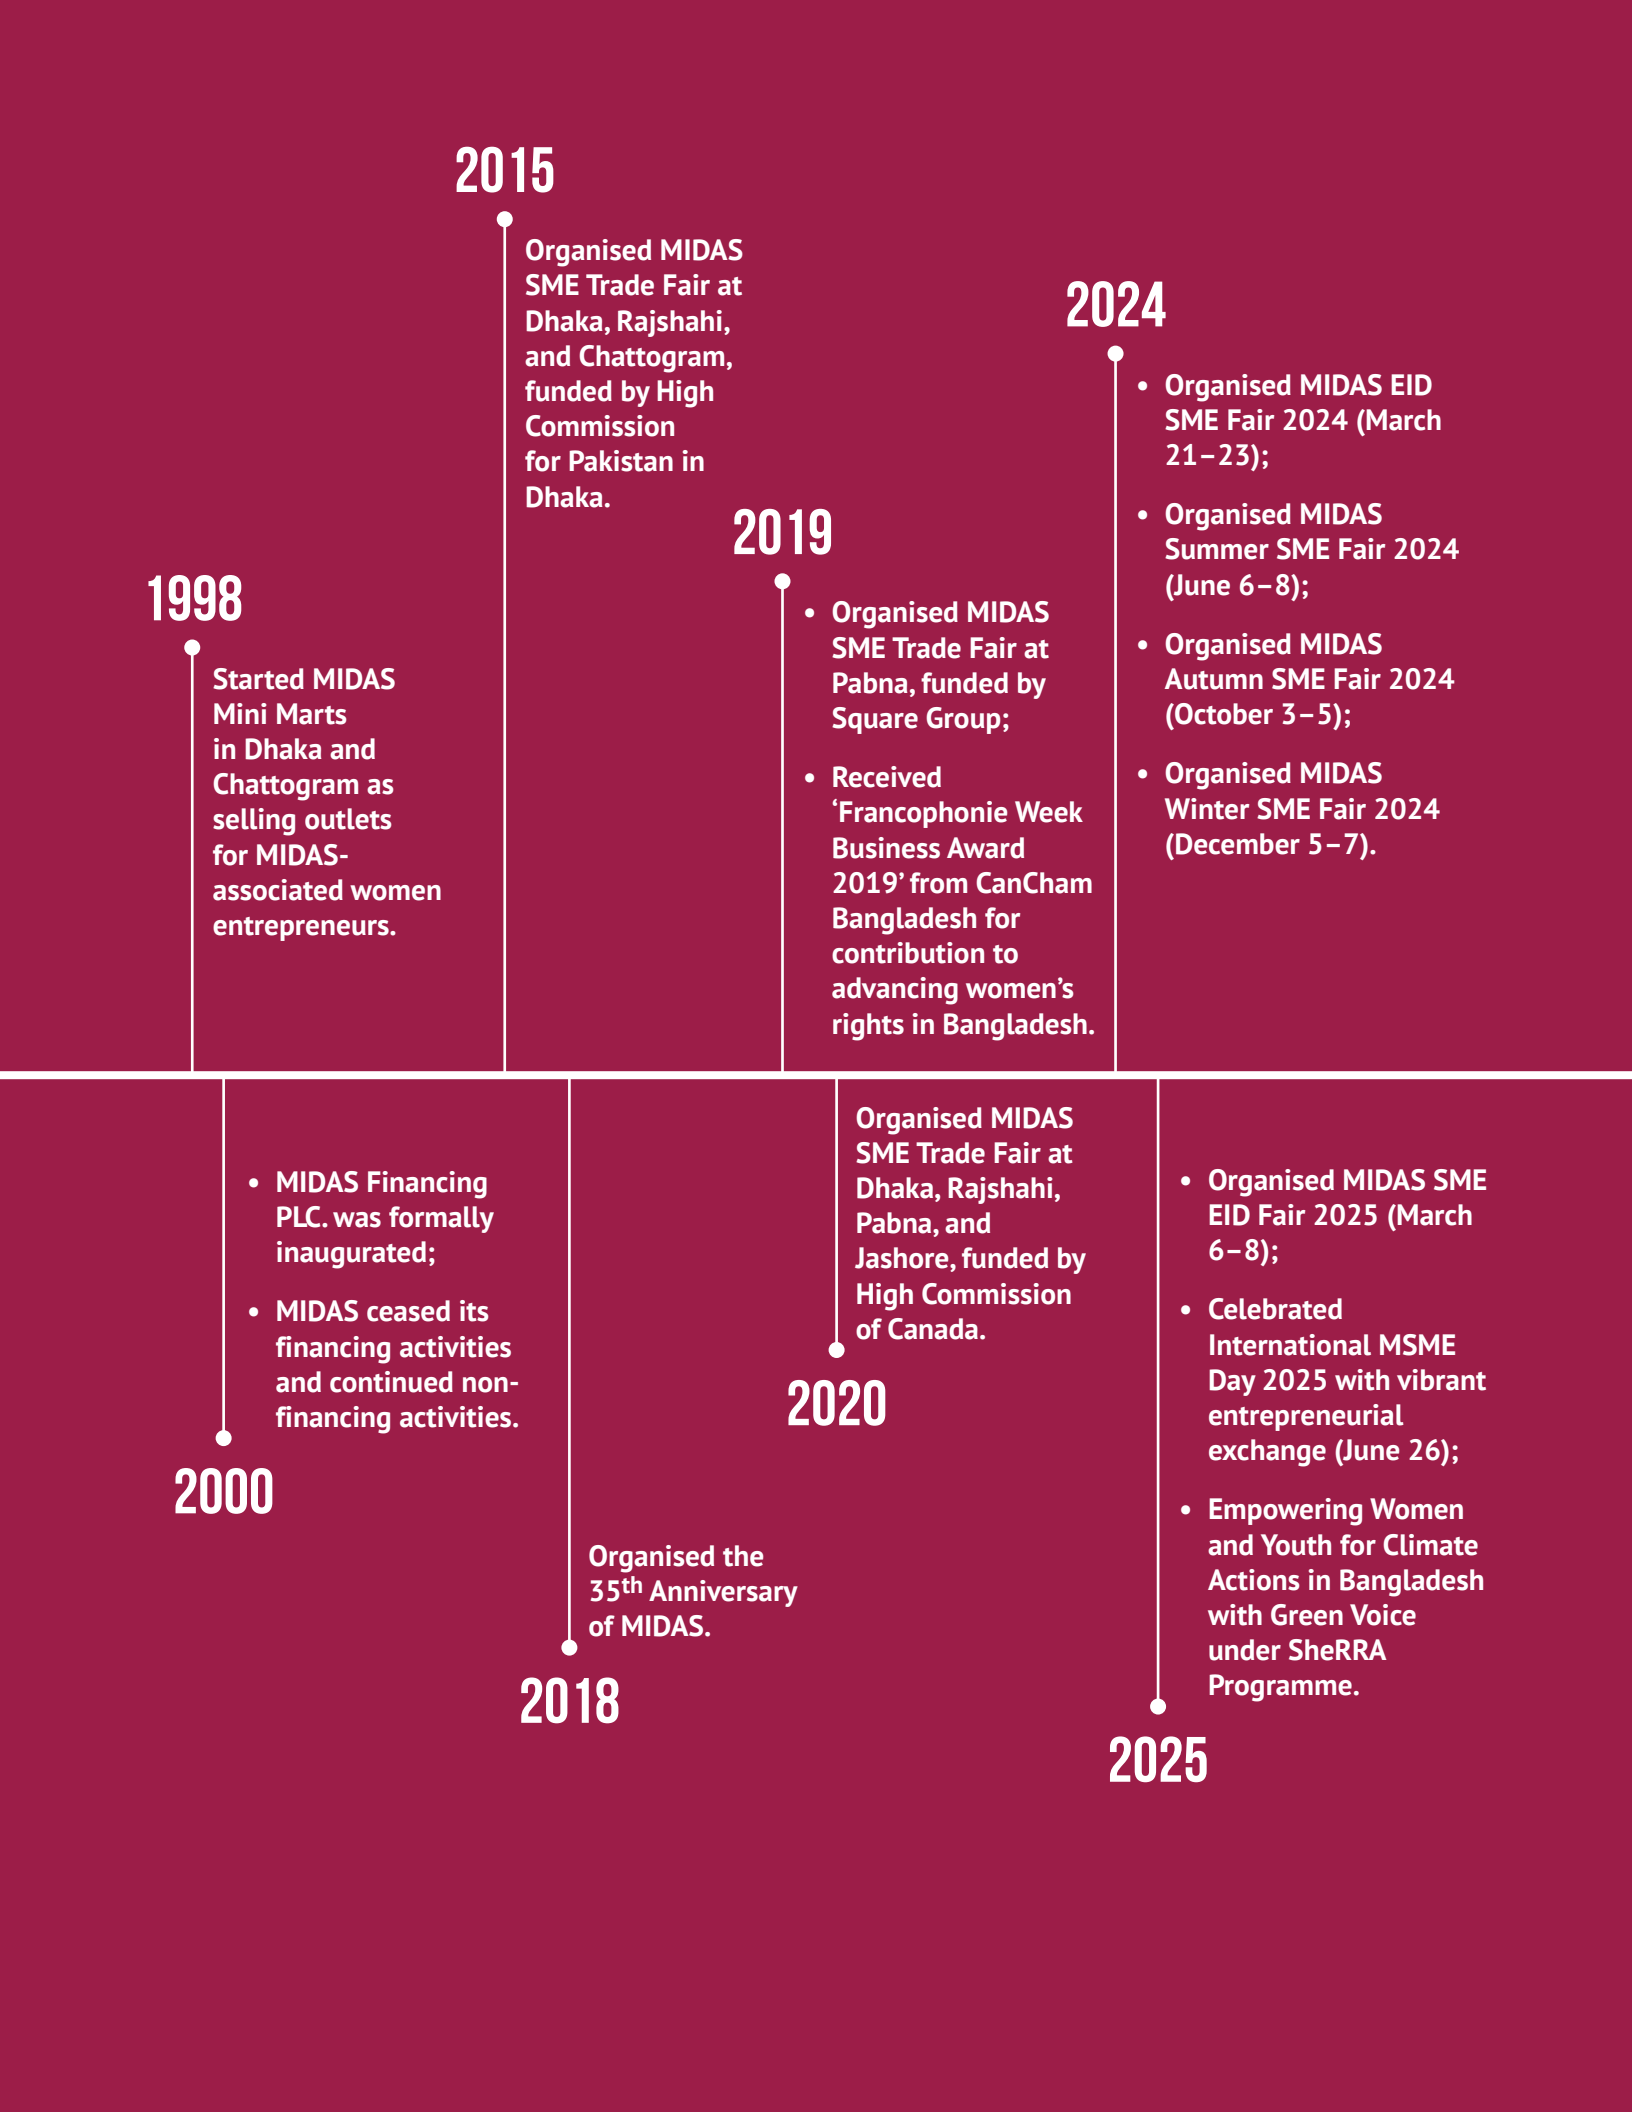 1998
Started MIDAS
Mini Marts
in Dhaka and
Chattogram as
selling outlets
for MIDAS-
associated women
entrepreneurs.
2000
• MIDAS Financing
PLC. was formally
inaugurated;
• MIDAS ceased its
financing activities
and continued non-
financing activities.
2015
Organised MIDAS
SME Trade Fair at
Dhaka, Rajshahi,
and Chattogram,
funded by High
Commission
for Pakistan in
Dhaka.
2018
Organised the
35th Anniversary
of MIDAS.
2019
• Organised MIDAS
SME Trade Fair at
Pabna, funded by
Square Group;
• Received
‘Francophonie Week
Business Award
2019’ from CanCham
Bangladesh for
contribution to
advancing women’s
rights in Bangladesh.
2020
Organised MIDAS
SME Trade Fair at
Dhaka, Rajshahi,
Pabna, and
Jashore, funded by
High Commission
of Canada.
2024
• Organised MIDAS EID
SME Fair 2024 (March
21–23);
• Organised MIDAS
Summer SME Fair 2024
(June 6–8);
• Organised MIDAS
Autumn SME Fair 2024
(October 3–5);
• Organised MIDAS
Winter SME Fair 2024
(December 5–7).
2025
• Organised MIDAS SME
EID Fair 2025 (March
6–8);
• Celebrated
International MSME
Day 2025 with vibrant
entrepreneurial
exchange (June 26);
• Empowering Women
and Youth for Climate
Actions in Bangladesh
with Green Voice
under SheRRA
Programme.